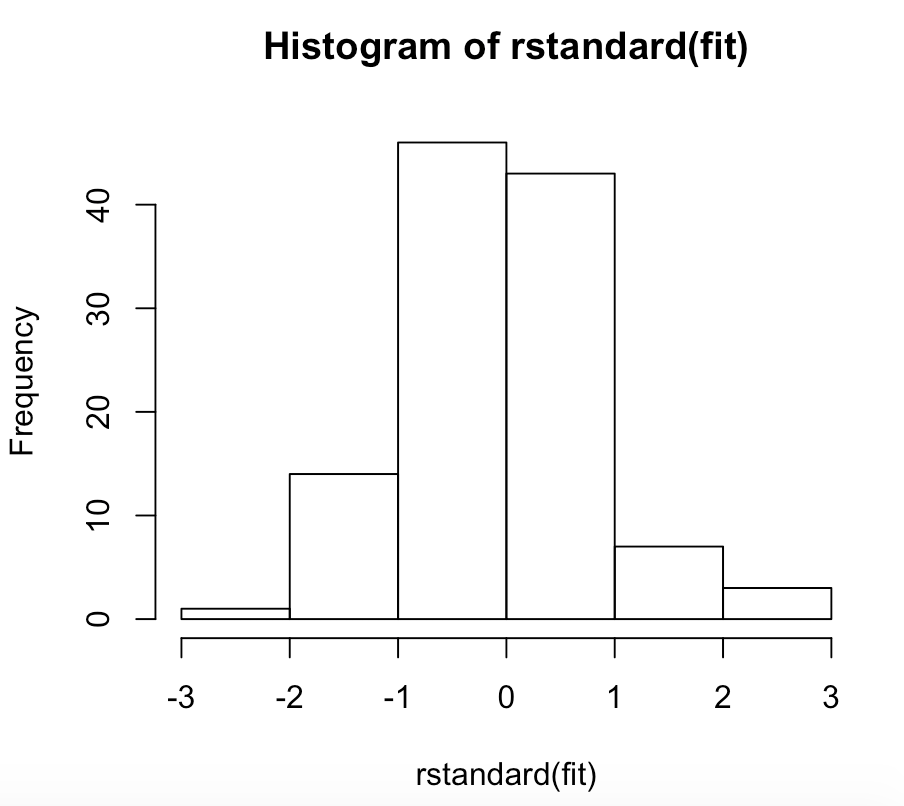 Histogram of rstandard(fit)
Frequency
40
30
20
10
0
-3 -2 -1 0 1 2 3
rstandard(fit)